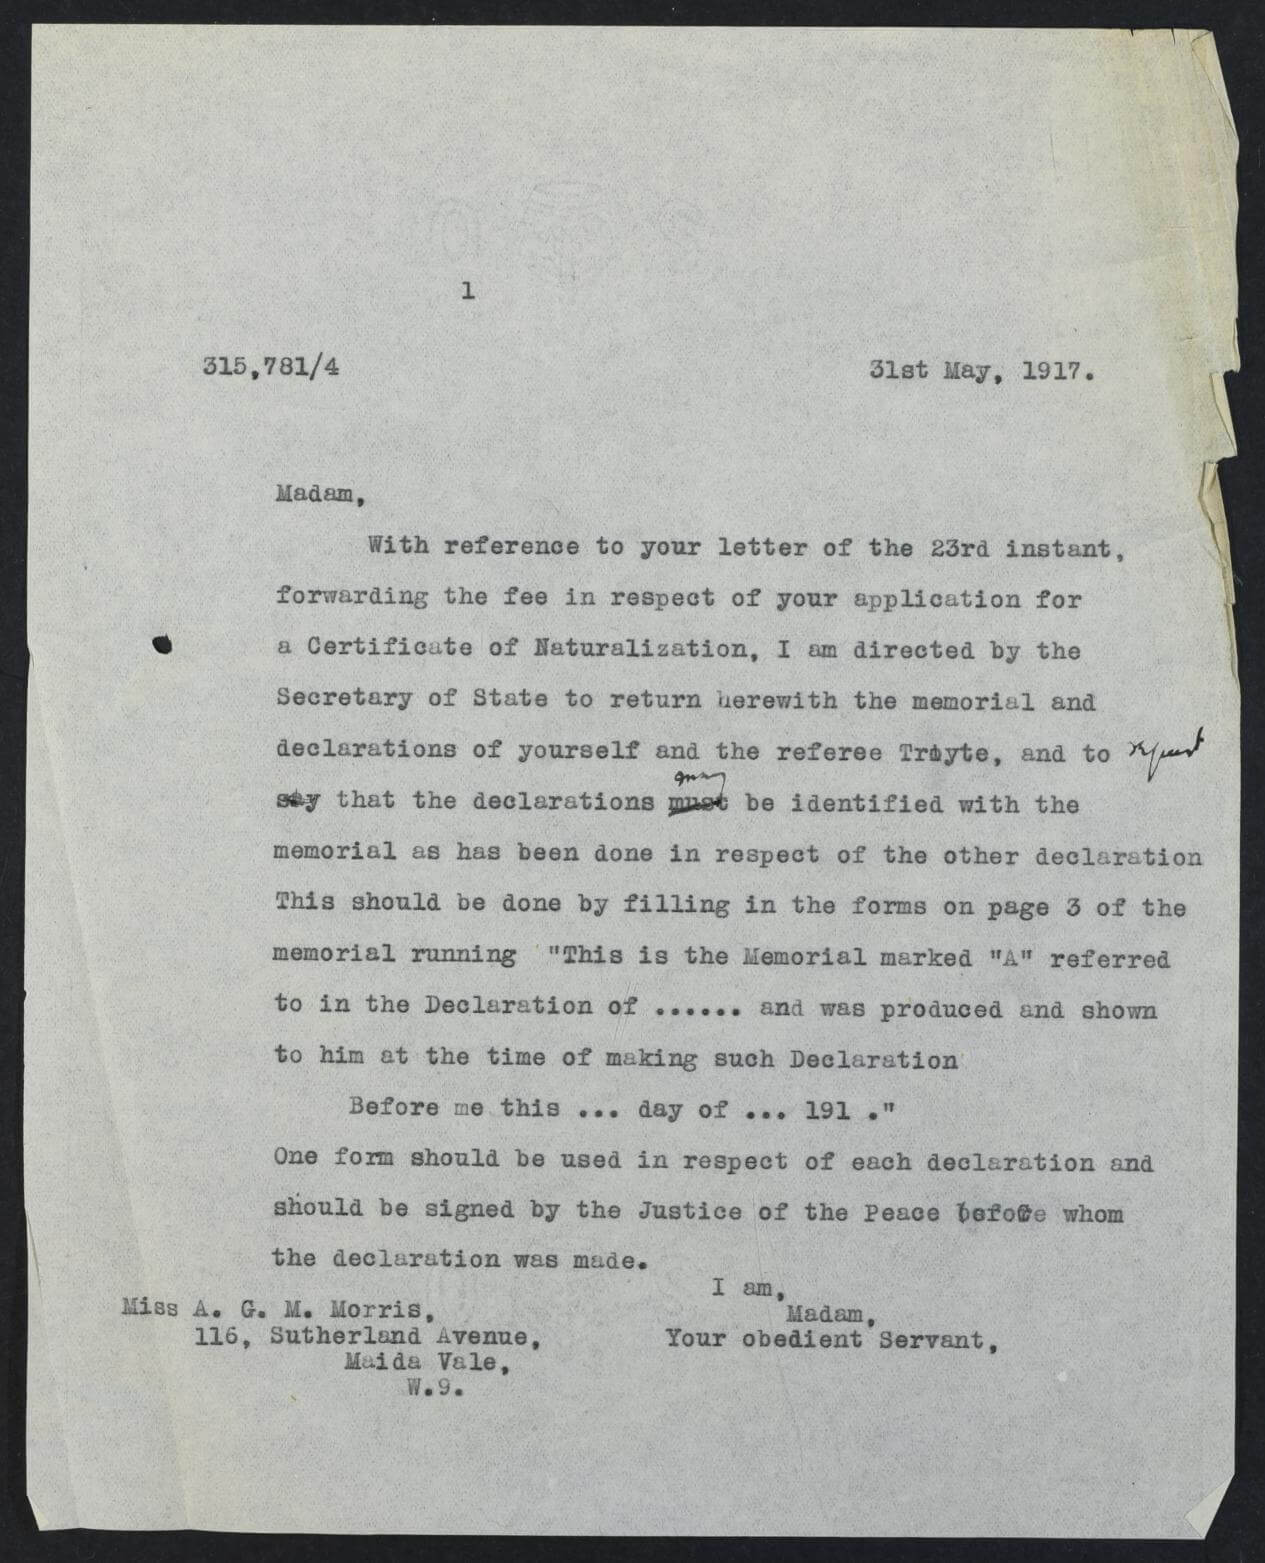 1
315,781/4 31st May, 1917.
Madam,
With reference to your letter of the 23rd instant,
forwarding the fee in respect of your application for
a Certificate of Naturalization, I am directed by the
Secretary of State to return herewith the memorial and
declarations of yourself and the referee Troyte, and to request
say that the declarations must may be identified with the
memorial as has been done in respect of the other declaration
This should be done by filling in the forms on page 3 of the
memorial running "This is the Memorial marked "A" referred
to in the Declaration of ...... and was produced and shown
to him at the time of making such Declaration
Before me this ... day of ... 191 ."
One form should be used in respect of each declaration and
should be signed by the Justice of the Peace before whom
the declaration was made.
I am,
Madam,
Your obedient Servant,
Miss A. G. M. Morris,
116, Sutherland Avenue,
Maida Vale,
W.9.